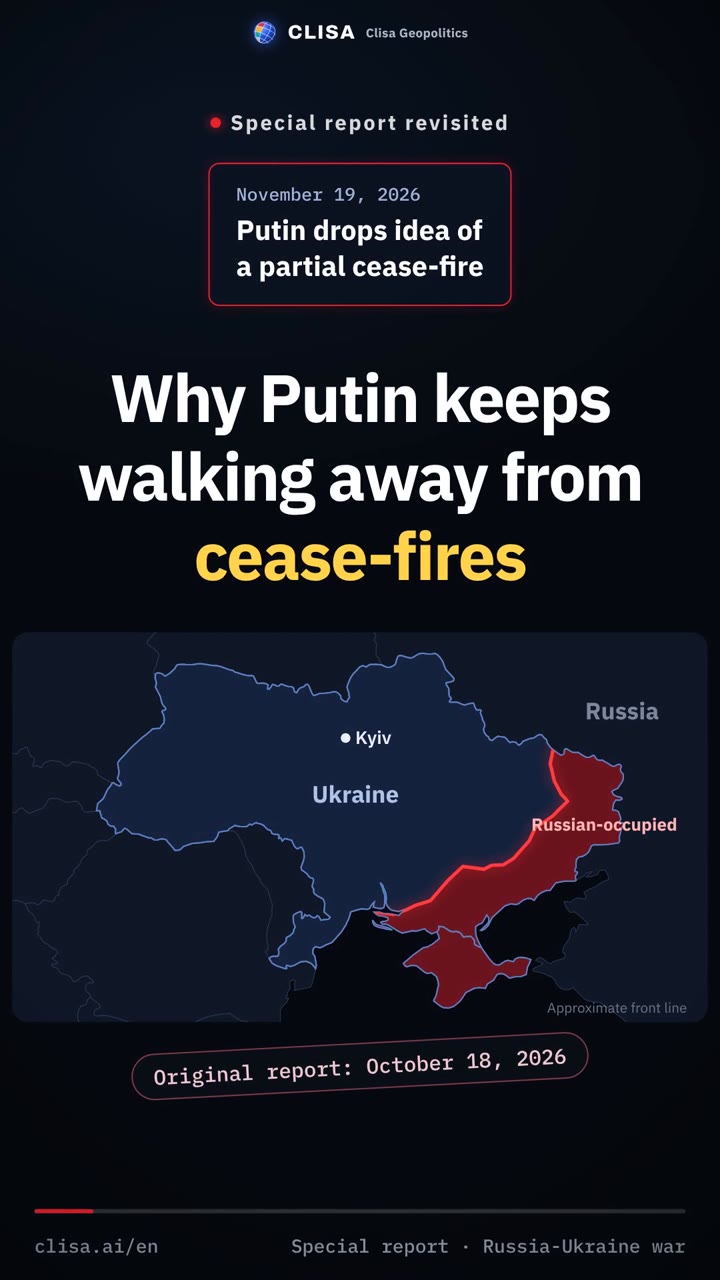 CLISA Clisa Geopolitics
Special report revisited
November 19, 2026
Putin drops idea of
a partial cease-fire
Why Putin keeps
walking away from
cease-fires
Russia
Kyiv
Ukraine
Russian-occupied
Approximate front line
Original report: October 18, 2026
clisa.ai/en
Special report · Russia-Ukraine war